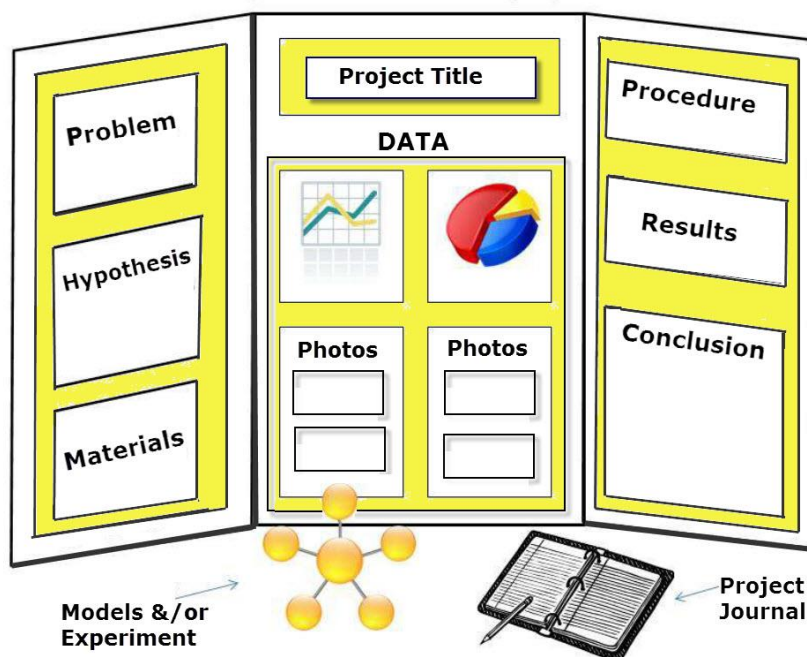 Problem
Hypothesis
Materials
Project Title
DATA
Photos
Photos
Procedure
Results
Conclusion
Models &/or
Experiment
Project
Journal